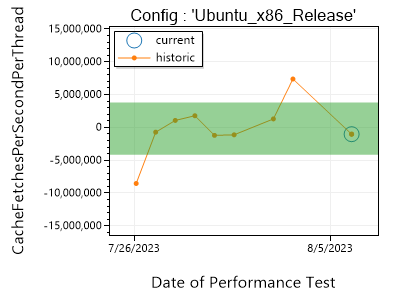 Config : 'Ubuntu_x86_Release'
CacheFetchesPerSecondPerThread
15,000,000
10,000,000
5,000,000
0
-5,000,000
-10,000,000
-15,000,000
current
historic
7/26/2023
8/5/2023
Date of Performance Test